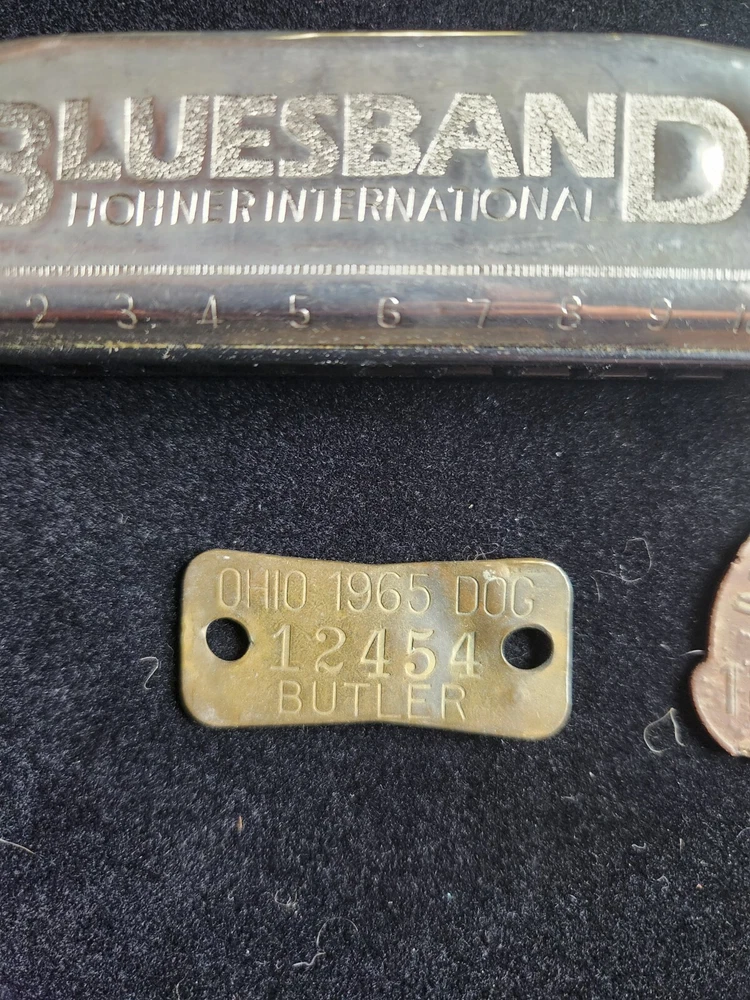 BLUESBAND
HOHNER INTERNATIONAL
2 3 4 5 6 7 8 9
OHIO 1965 DOG
12454
BUTLER